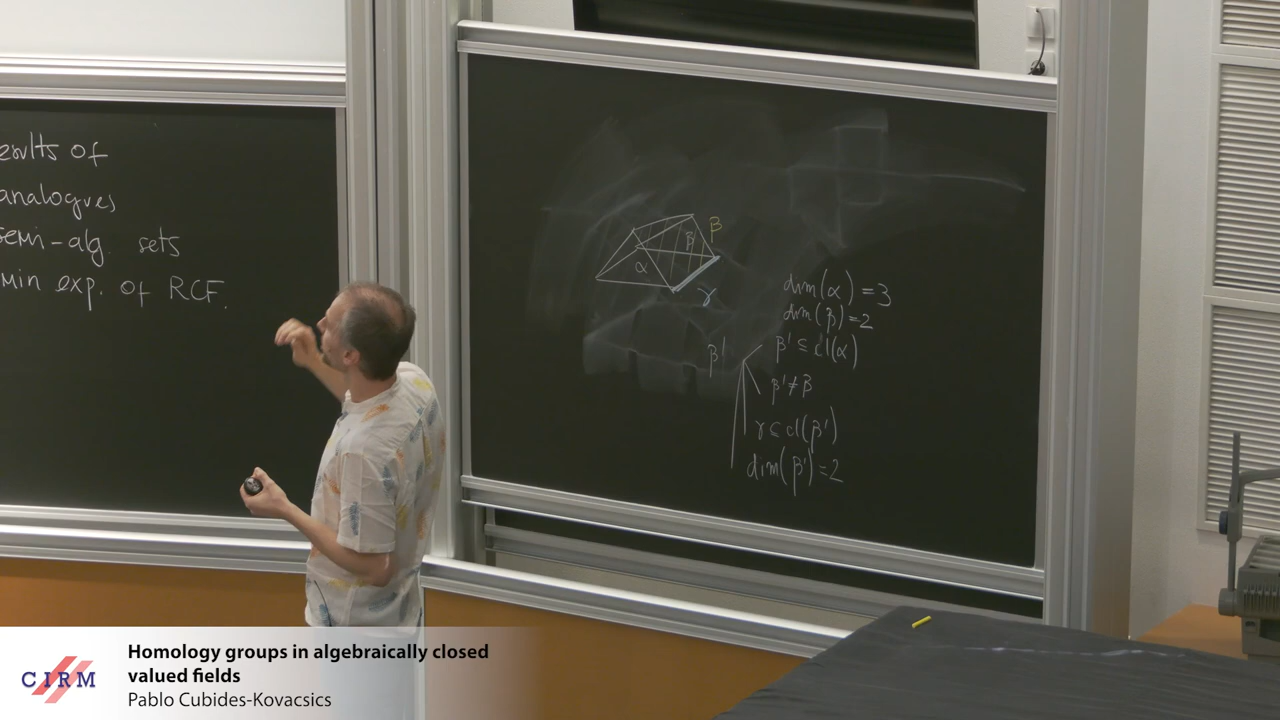 of
analogues
semi-alg. sets
min exp. of RCF.
β
β
α
γ
dim(α)=3
dim(β)=2
β' β' ⊆ cl(α)
β' ≠ β
γ ⊆ cl(β')
dim(β')=2
CIRM
Homology groups in algebraically closed
valued fields
Pablo Cubides-Kovacsics